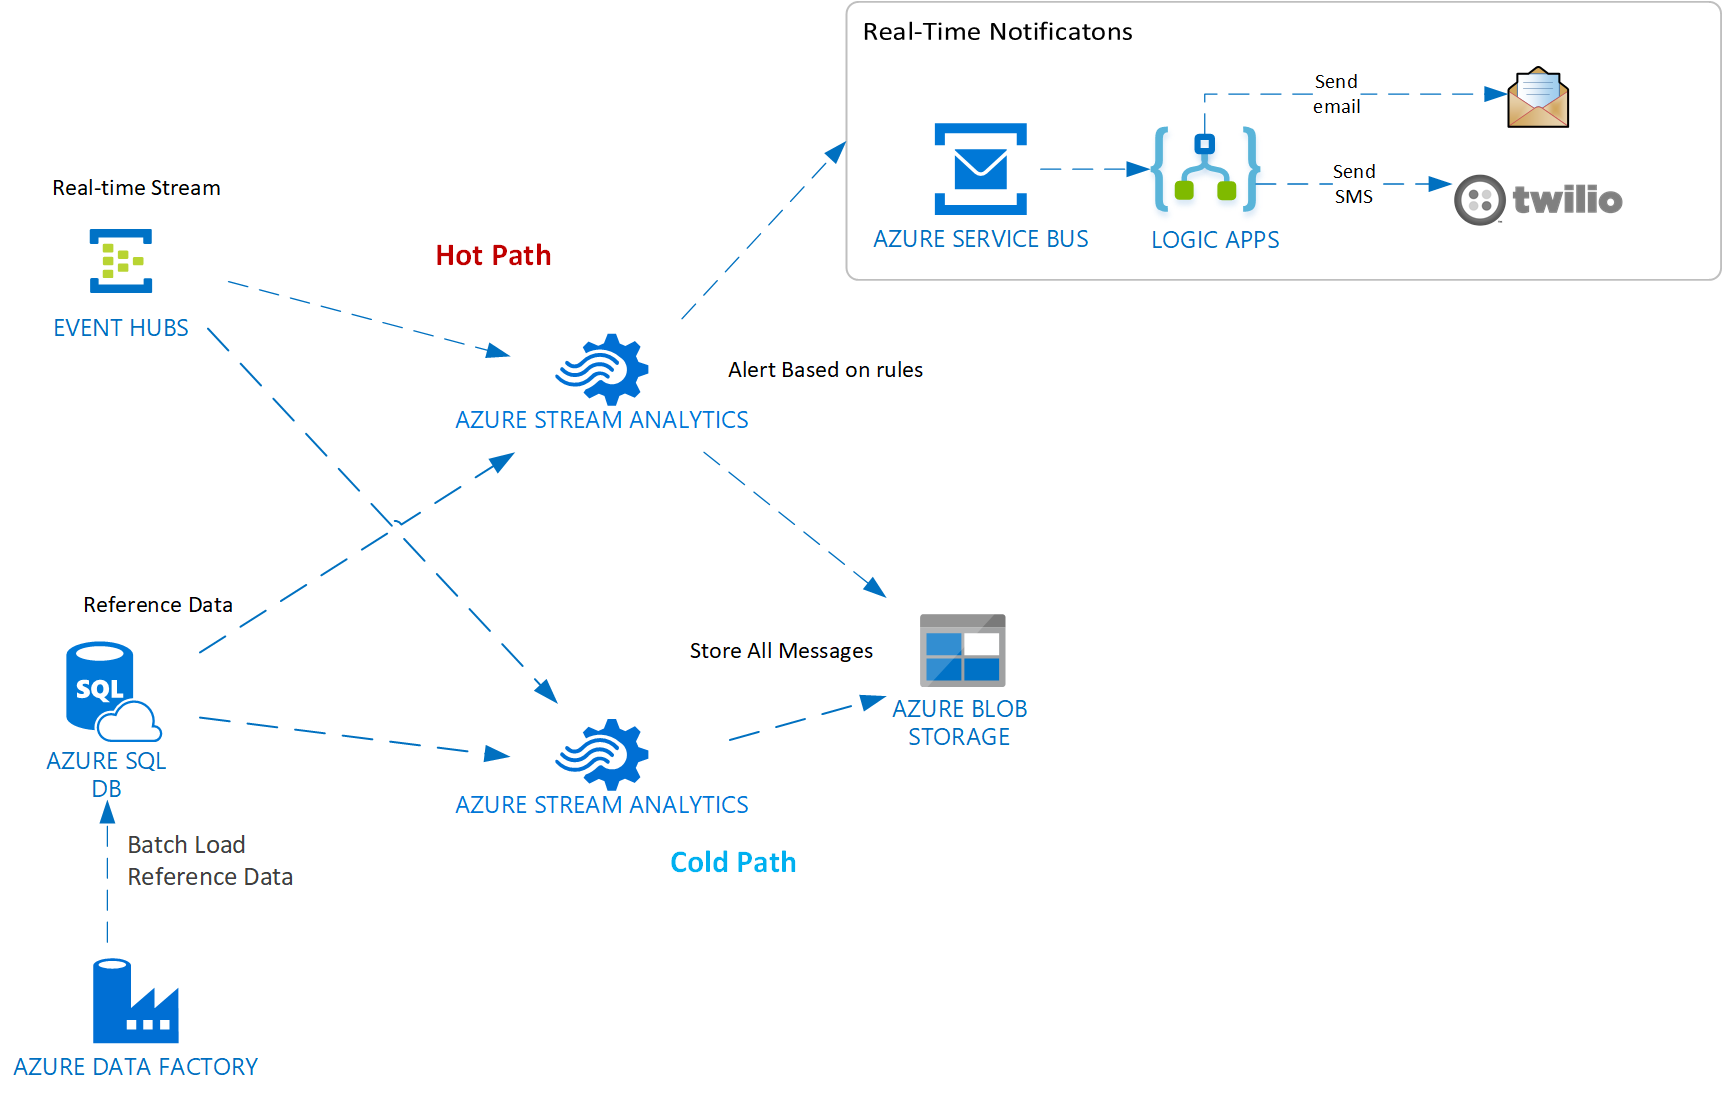 Real-Time Notificatons
Send
email
Send
SMS
twilio
AZURE SERVICE BUS
LOGIC APPS
Real-time Stream
Hot Path
EVENT HUBS
Alert Based on rules
AZURE STREAM ANALYTICS
Reference Data
Store All Messages
SQL
AZURE BLOB
STORAGE
AZURE SQL
DB
AZURE STREAM ANALYTICS
Batch Load
Reference Data
Cold Path
AZURE DATA FACTORY